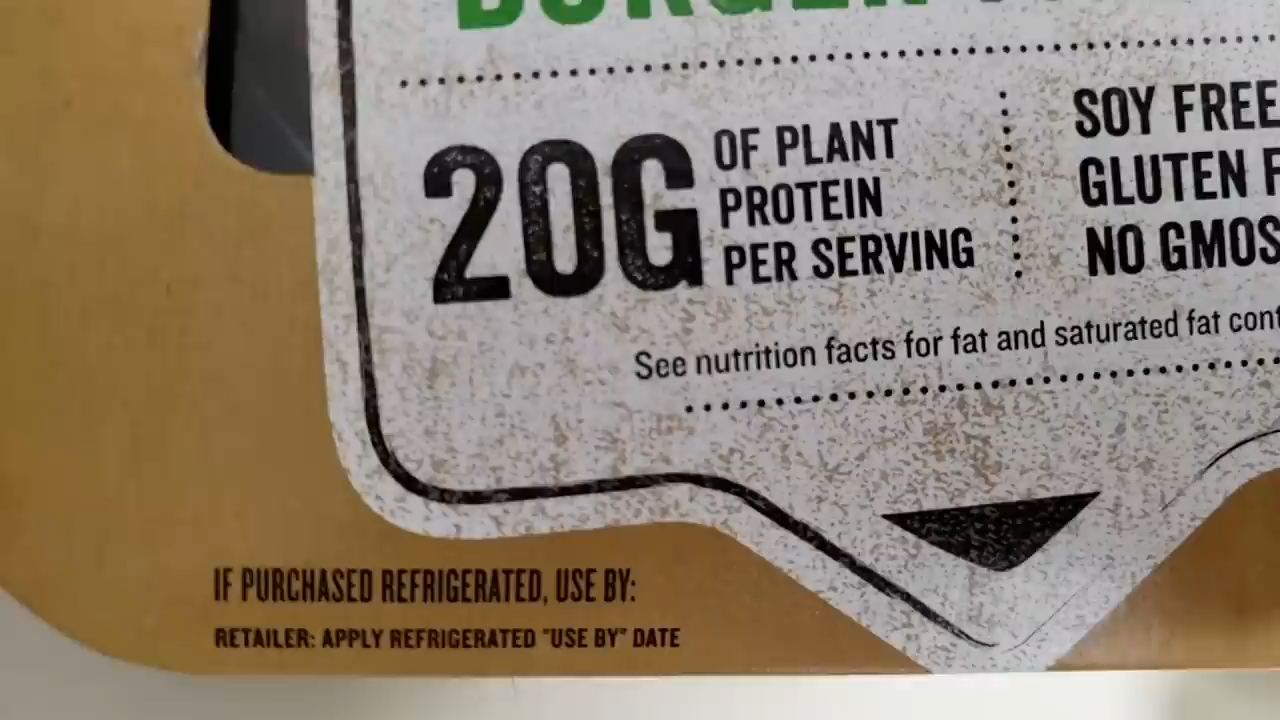 BURGER
20G OF PLANT
PROTEIN
PER SERVING
SOY FREE
GLUTEN F
NO GMOS
See nutrition facts for fat and saturated fat cont
IF PURCHASED REFRIGERATED, USE BY:
RETAILER: APPLY REFRIGERATED "USE BY" DATE